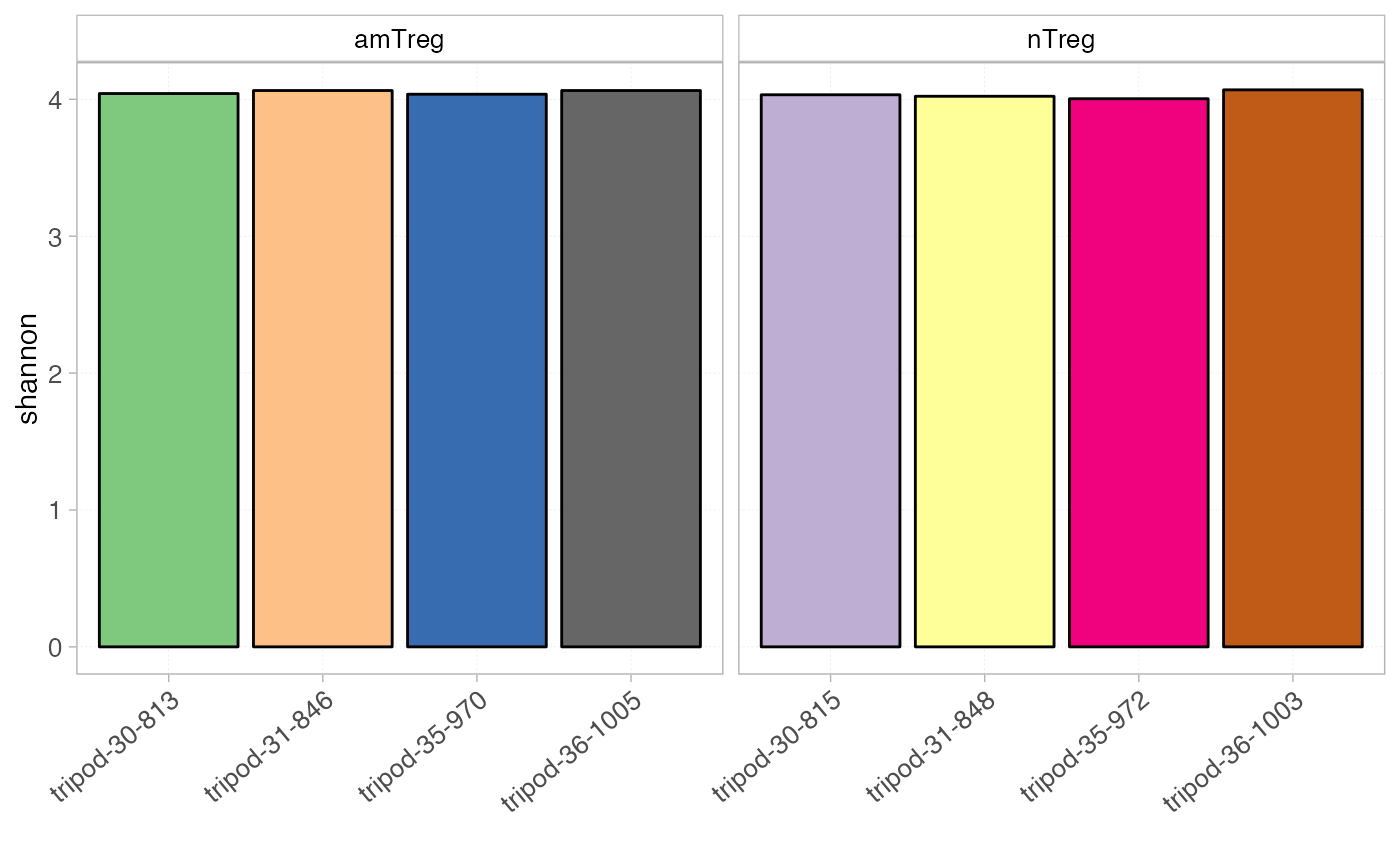 amTreg
nTreg
shannon
4
3
2
1
0
tripod-30-813
tripod-31-846
tripod-35-970
tripod-36-1005
tripod-30-815
tripod-31-848
tripod-35-972
tripod-36-1003